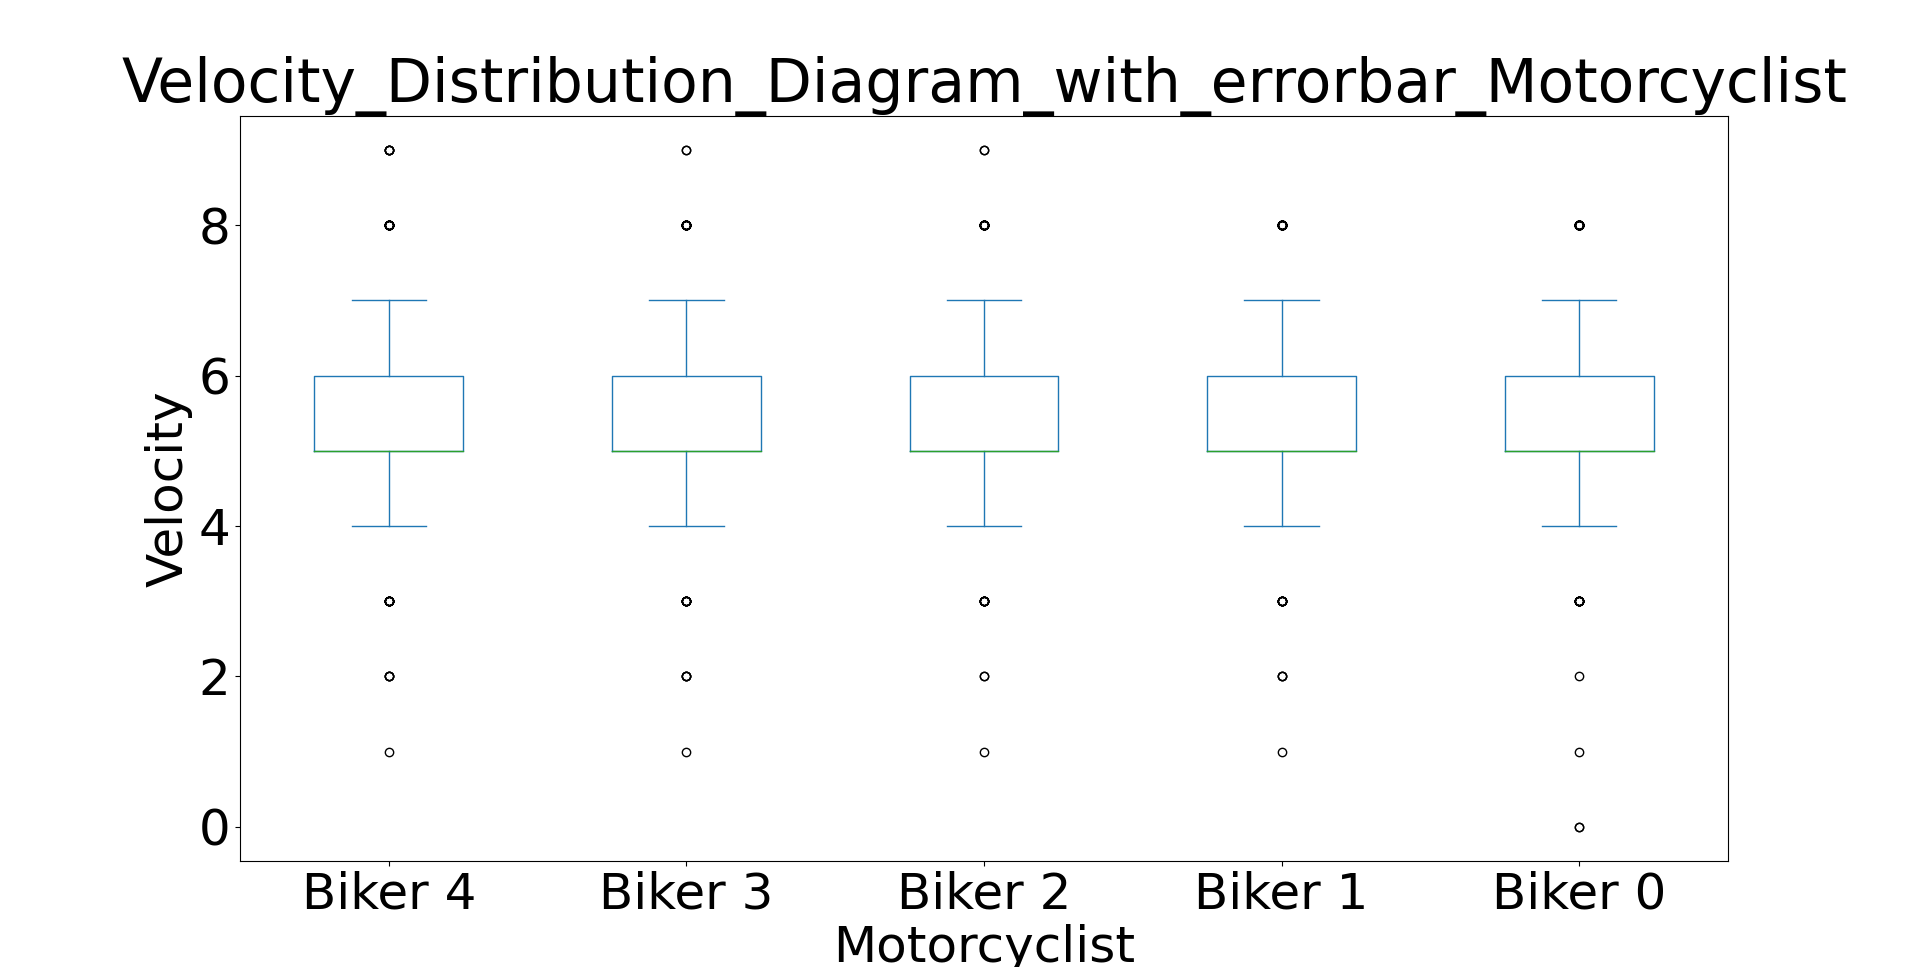 Velocity_Distribution_Diagram_with_errorbar_Motorcyclist
8
6
4
2
0
Velocity
Biker 4 Biker 3 Biker 2 Biker 1 Biker 0
Motorcyclist